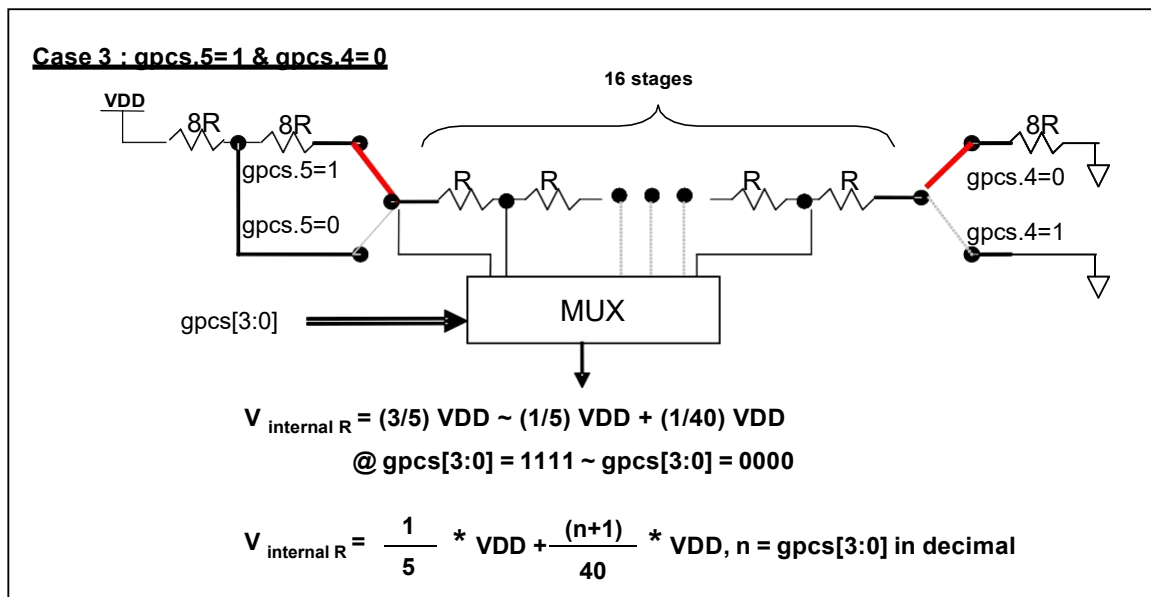 Case 3 : gpcs.5=1 & gpcs.4=0
16 stages
VDD
8R 8R 8R
gpcs.5=1 R R R R gpcs.4=0
gpcs.5=0 gpcs.4=1
MUX
gpcs[3:0]
V internal R = (3/5) VDD ~ (1/5) VDD + (1/40) VDD
@ gpcs[3:0] = 1111 ~ gpcs[3:0] = 0000
V internal R = 1/5 * VDD + (n+1)/40 * VDD, n = gpcs[3:0] in decimal